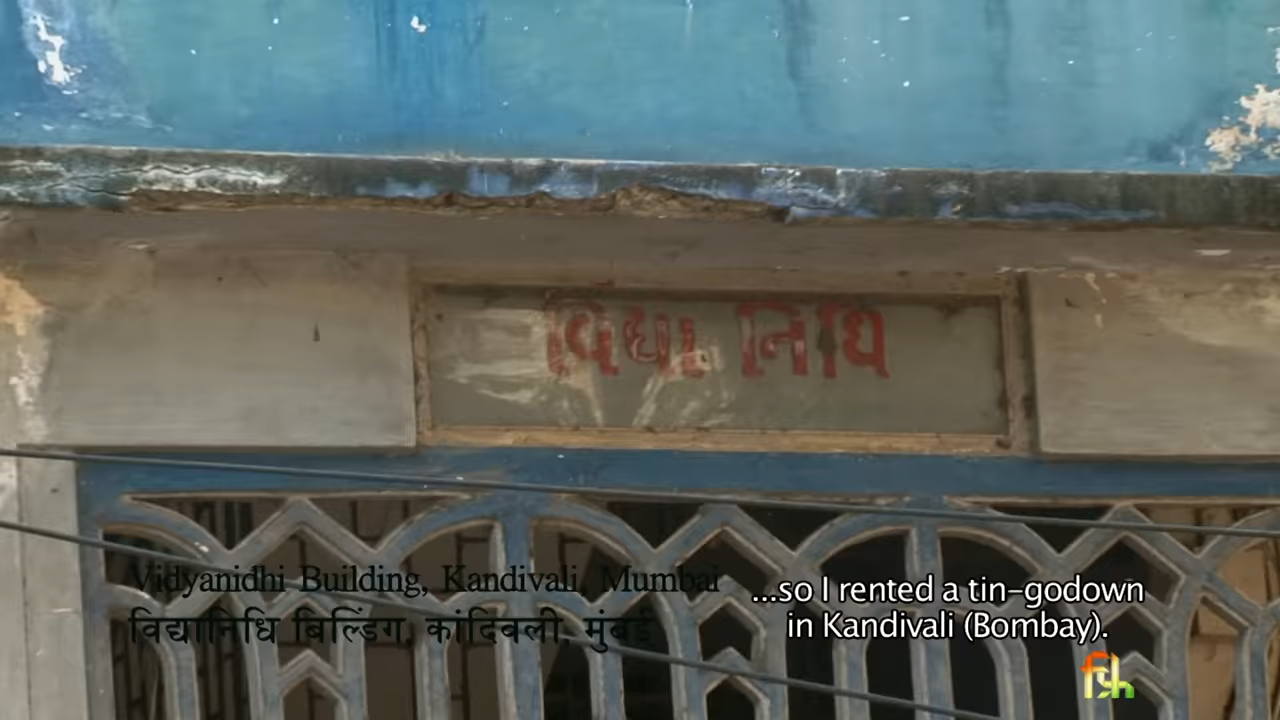 વિદ્યા નિધિ
Vidyanidhi Building, Kandivali, Mumbai
विद्यानिधि बिल्डिंग, कांदिवली, मुंबई
...so I rented a tin-godown
in Kandivali (Bombay).